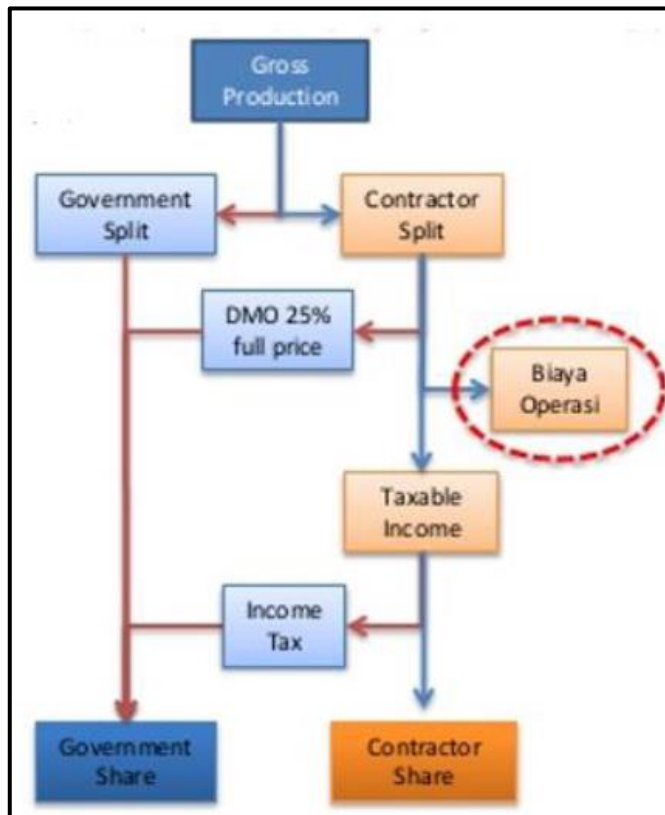 Gross
Production
Government
Split
Contractor
Split
DMO 25%
full price
Biaya
Operasi
Taxable
Income
Income
Tax
Government
Share
Contractor
Share